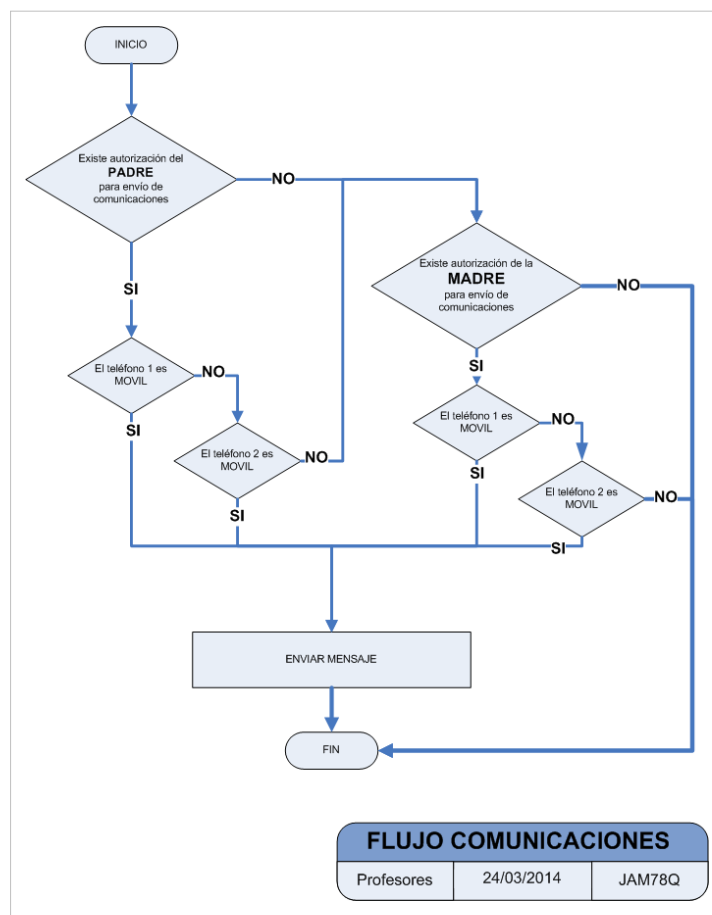 INICIO
Existe autorización del
PADRE
para envío de
comunicaciones
NO
SI
Existe autorización de la
MADRE
para envío de
comunicaciones
NO
SI
El teléfono 1 es
MOVIL
NO
SI
El teléfono 2 es
MOVIL
NO
SI
El teléfono 1 es
MOVIL
NO
SI
El teléfono 2 es
MOVIL
NO
SI
ENVIAR MENSAJE
FIN
FLUJO COMUNICACIONES
Profesores 24/03/2014 JAM78Q